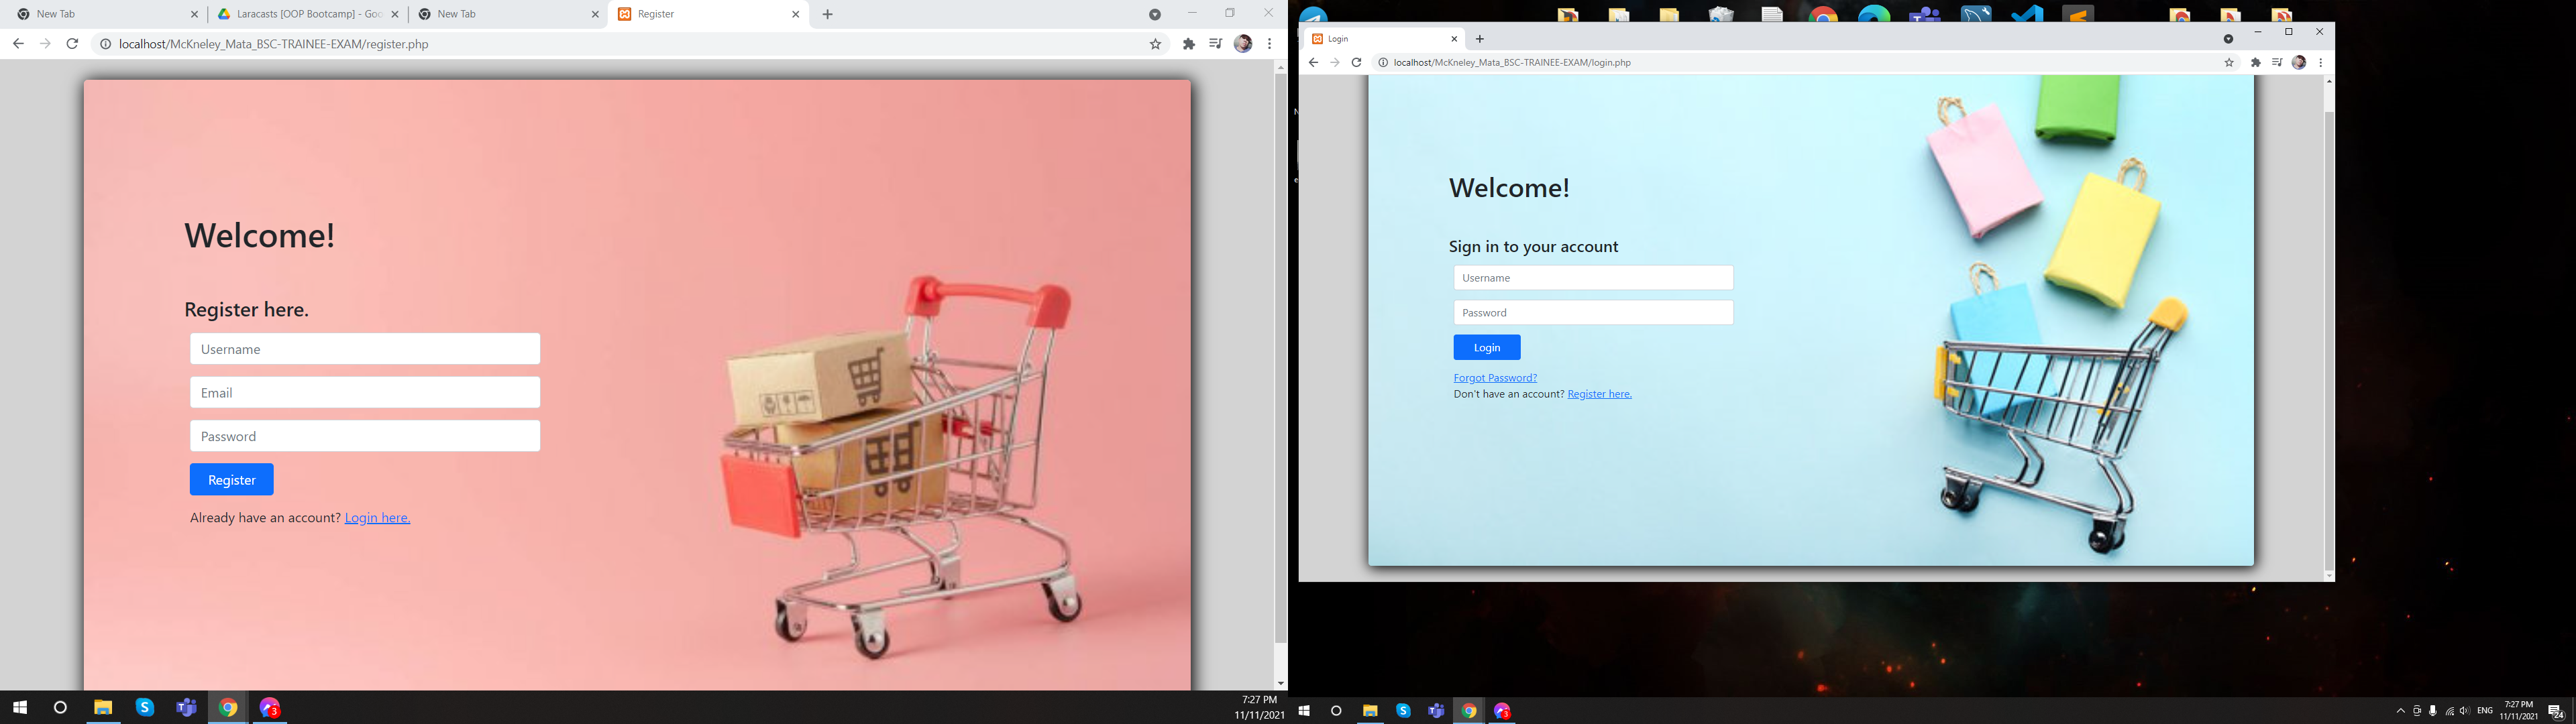 New Tab
Laracasts [OOP Bootcamp] - Goo
New Tab
Register
localhost/McKneley_Mata_BSC-TRAINEE-EXAM/register.php
Welcome!
Register here.
Username
Email
Password
Register
Already have an account? Login here.
7:27 PM
11/11/2021
Login
localhost/McKneley_Mata_BSC-TRAINEE-EXAM/login.php
Welcome!
Sign in to your account
Username
Password
Login
Forgot Password?
Don't have an account? Register here.
ENG
7:27 PM
11/11/2021
24